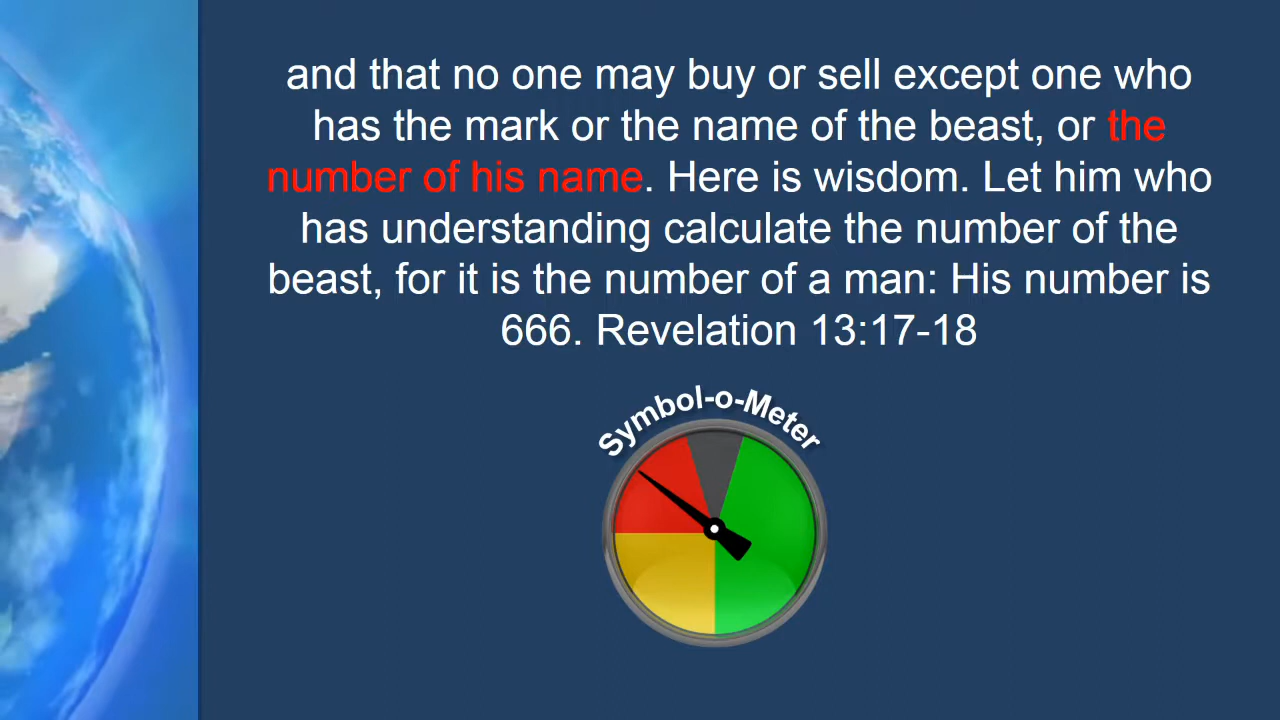 and that no one may buy or sell except one who
has the mark or the name of the beast, or the
number of his name. Here is wisdom. Let him who
has understanding calculate the number of the
beast, for it is the number of a man: His number is
666. Revelation 13:17-18
Symbol-o-Meter